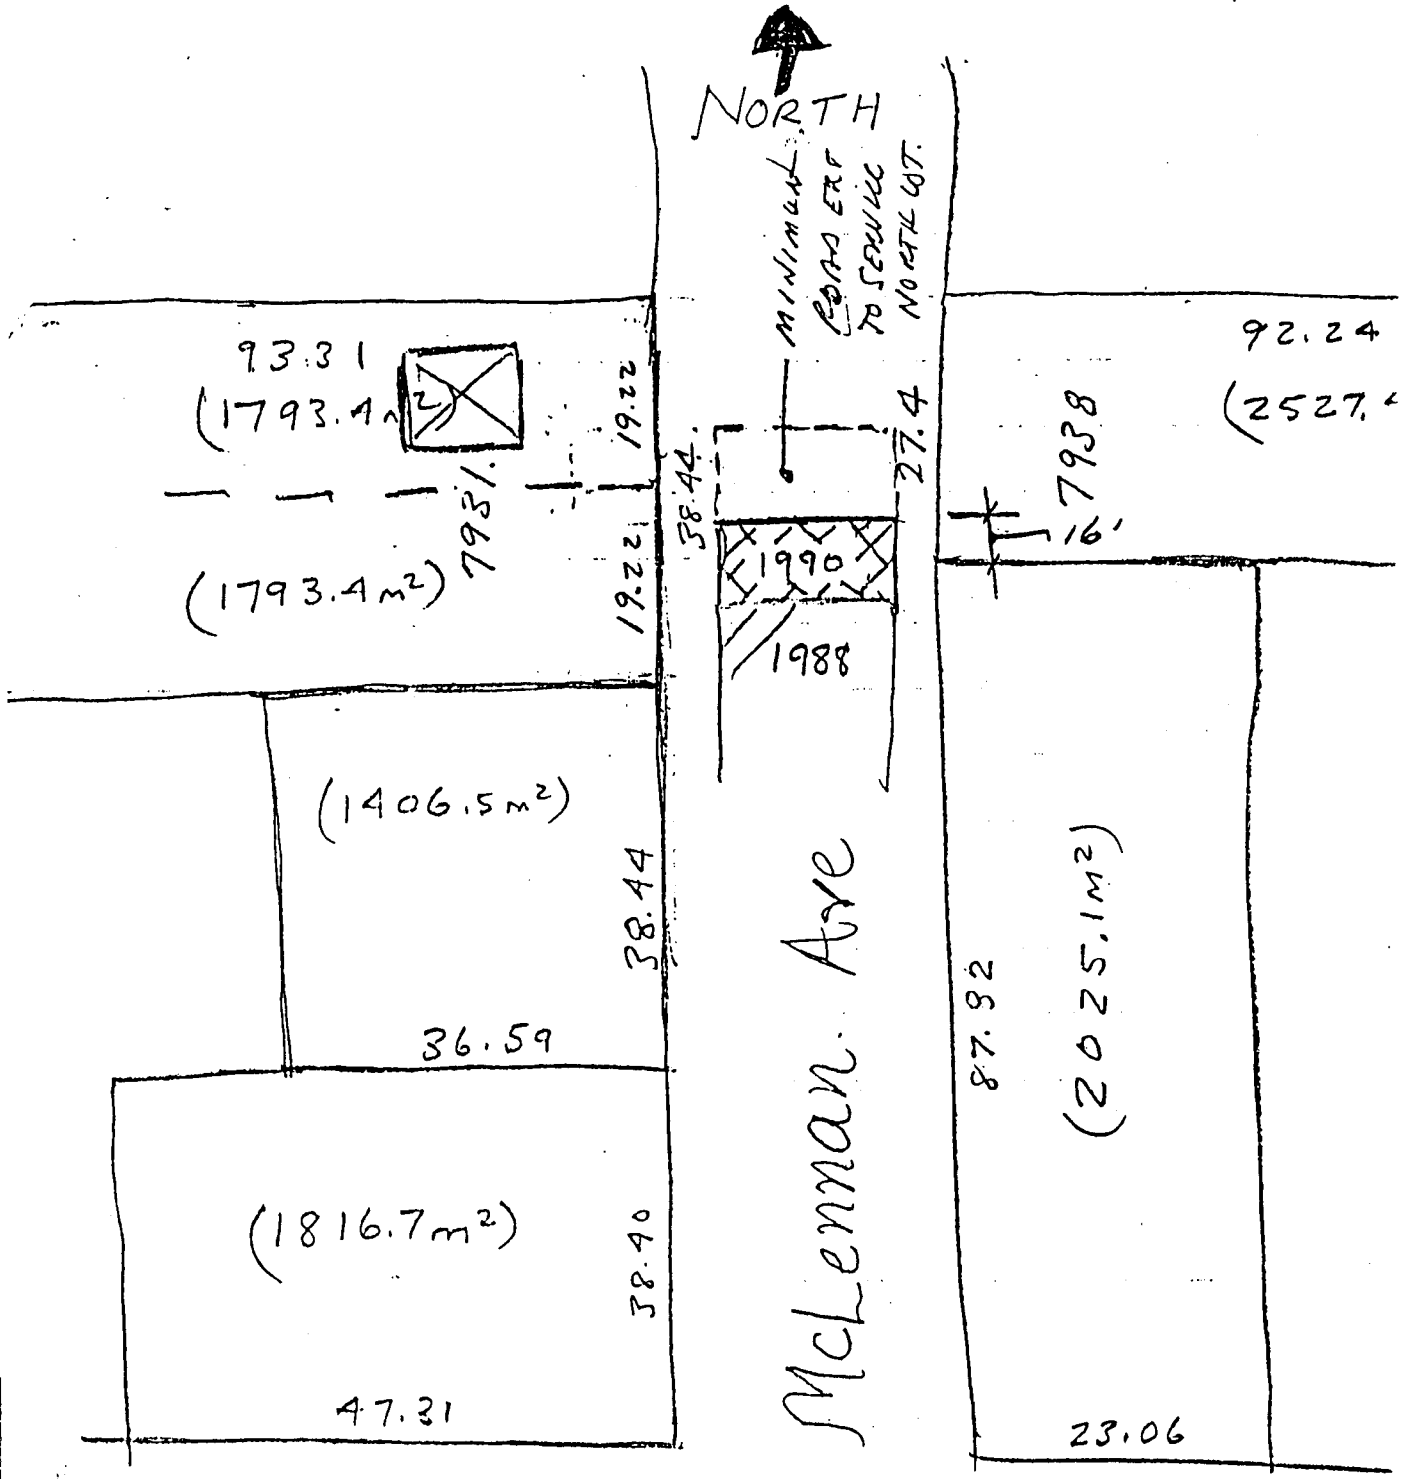 NORTH
MINIMUM
ROAD EXT
TO SERVICE
NORTH LOT.
93.31
(1793.4m²)
19.22
7931.
38.44.
27.4
7938
92.24
(2527.
16'
1990
1988
(1793.4m²)
19.22
(1406.5m²)
38.44
36.59
McLennan. Ave
87.92
(2025.1m²)
(1816.7m²)
38.40
47.31
23.06